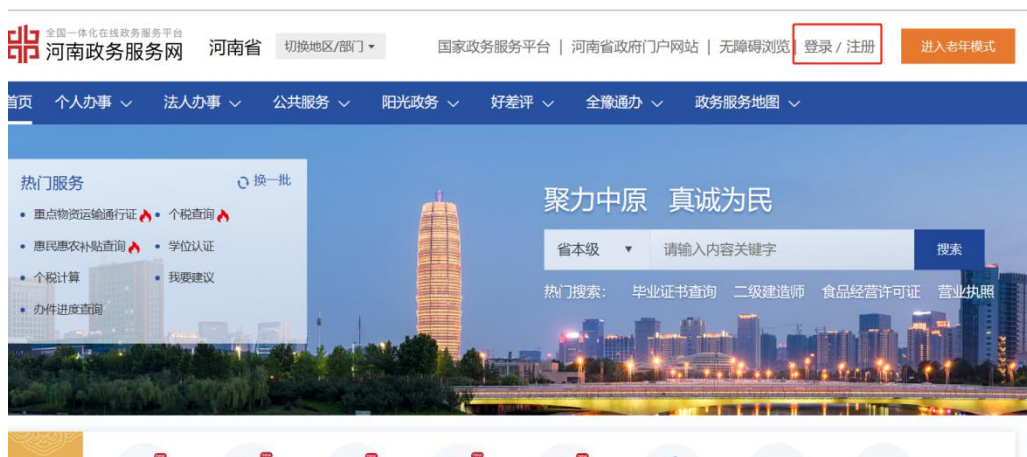 全国一体化在线政务服务平台
河南政务服务网 河南省 切换地区/部门 国家政务服务平台 | 河南省政府门户网站 | 无障碍浏览 | 登录 / 注册 进入老年模式
首页 个人办事 法人办事 公共服务 阳光政务 好差评 全豫通办 政务服务地图
热门服务 换一批
重点物资运输通行证 个税查询
惠民惠农补贴查询 学位认证
个税计算 我要建议
办件进度查询
聚力中原 真诚为民
省本级 请输入内容关键字 搜索
热门搜索: 毕业证书查询 二级建造师 食品经营许可证 营业执照